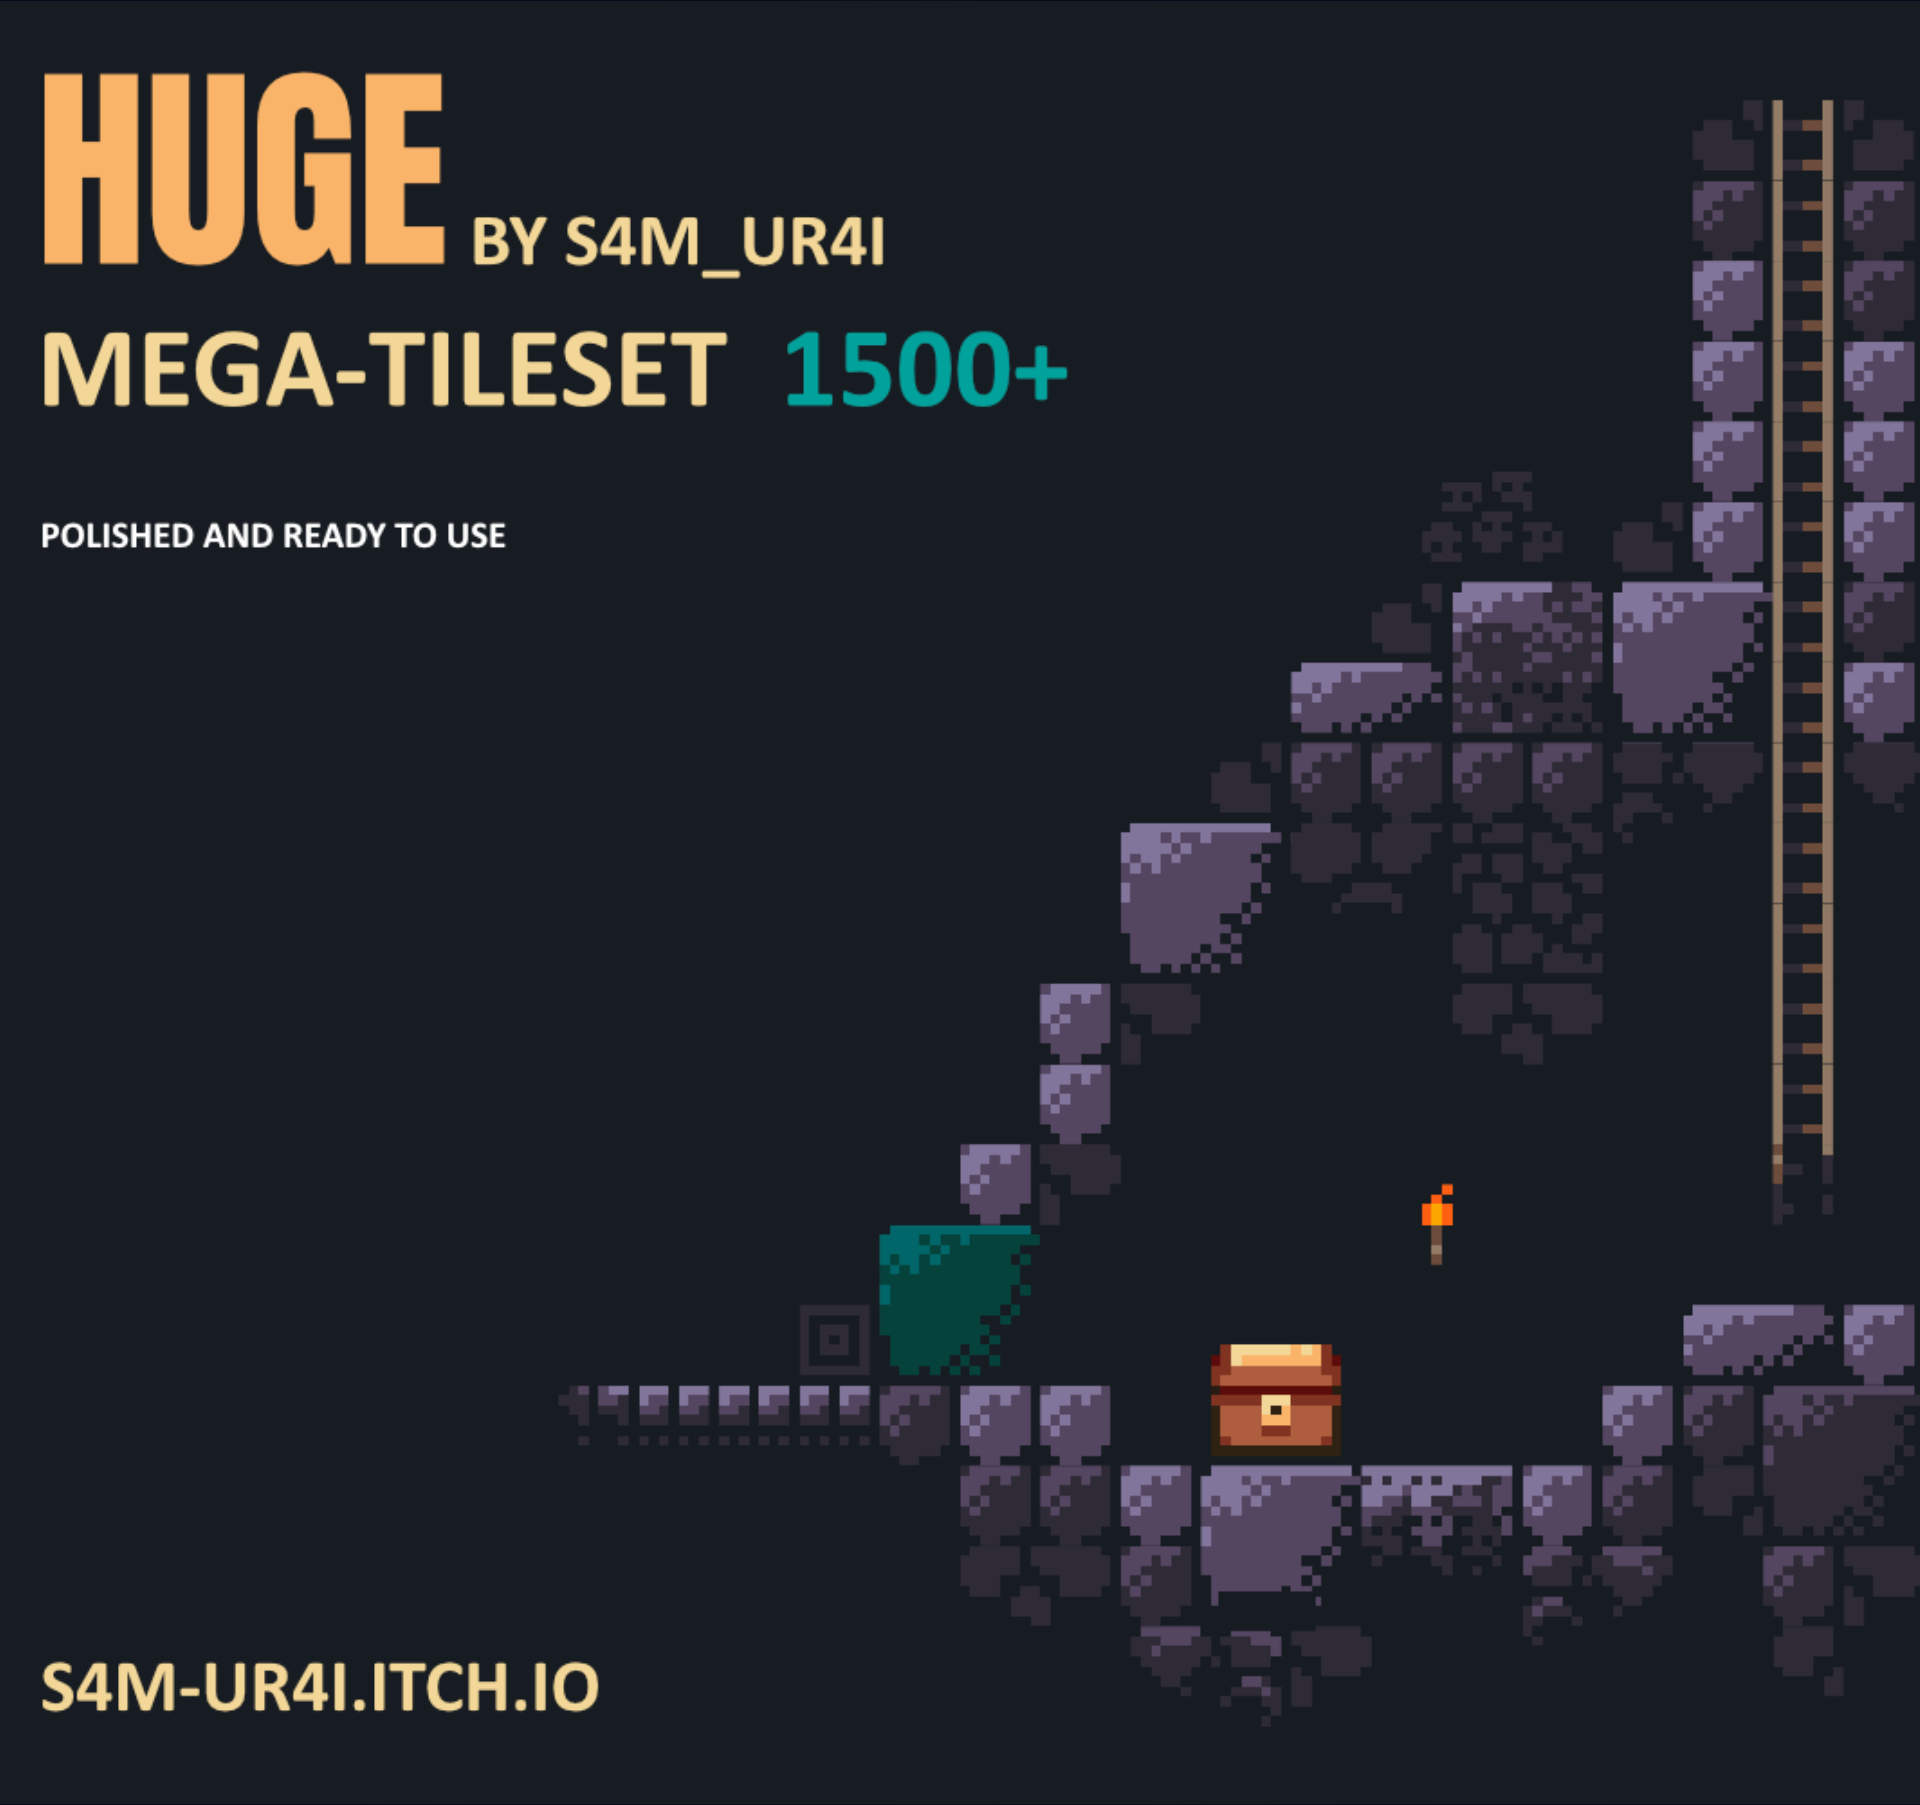 HUGE BY S4M_UR4I
MEGA-TILESET 1500+
POLISHED AND READY TO USE
S4M-UR4I.ITCH.IO